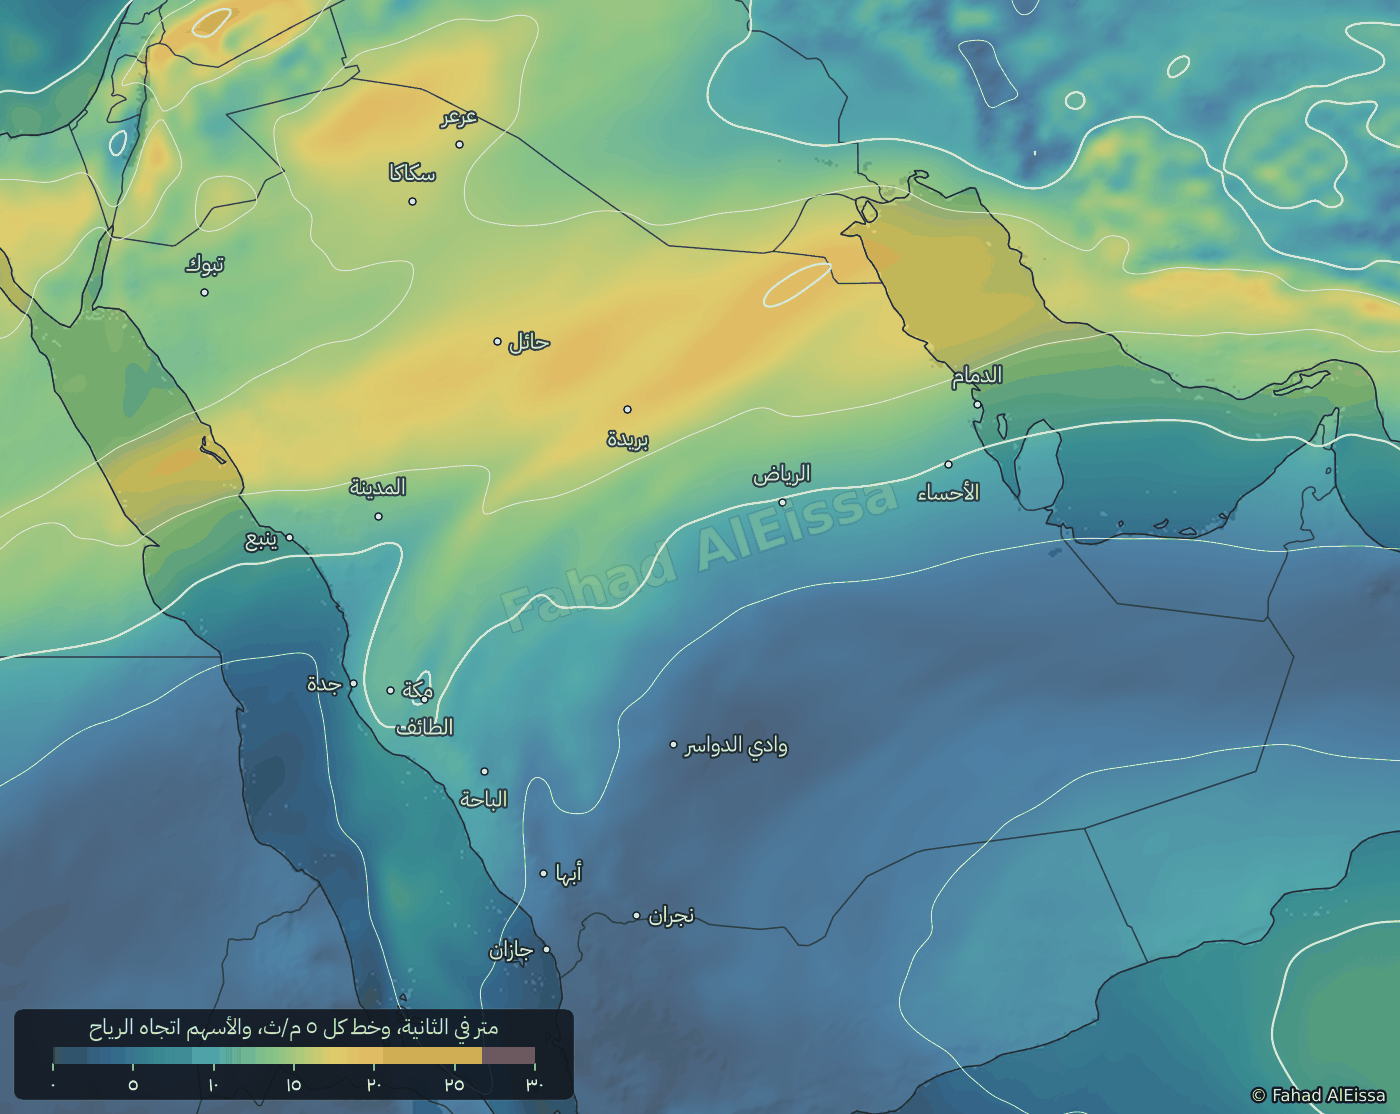 عرعر
سكاكا
تبوك
حائل
الدمام
بريدة
الرياض
المدينة
الأحساء
ينبع
Fahad AlEissa
جدة
مكة
الطائف
وادي الدواسر
الباحة
أبها
نجران
جازان
متر في الثانية، وخط كل ٥ م/ث، والأسهم اتجاه الرياح
٠ ٥ ١٠ ١٥ ٢٠ ٢٥ ٣٠
© Fahad AlEissa